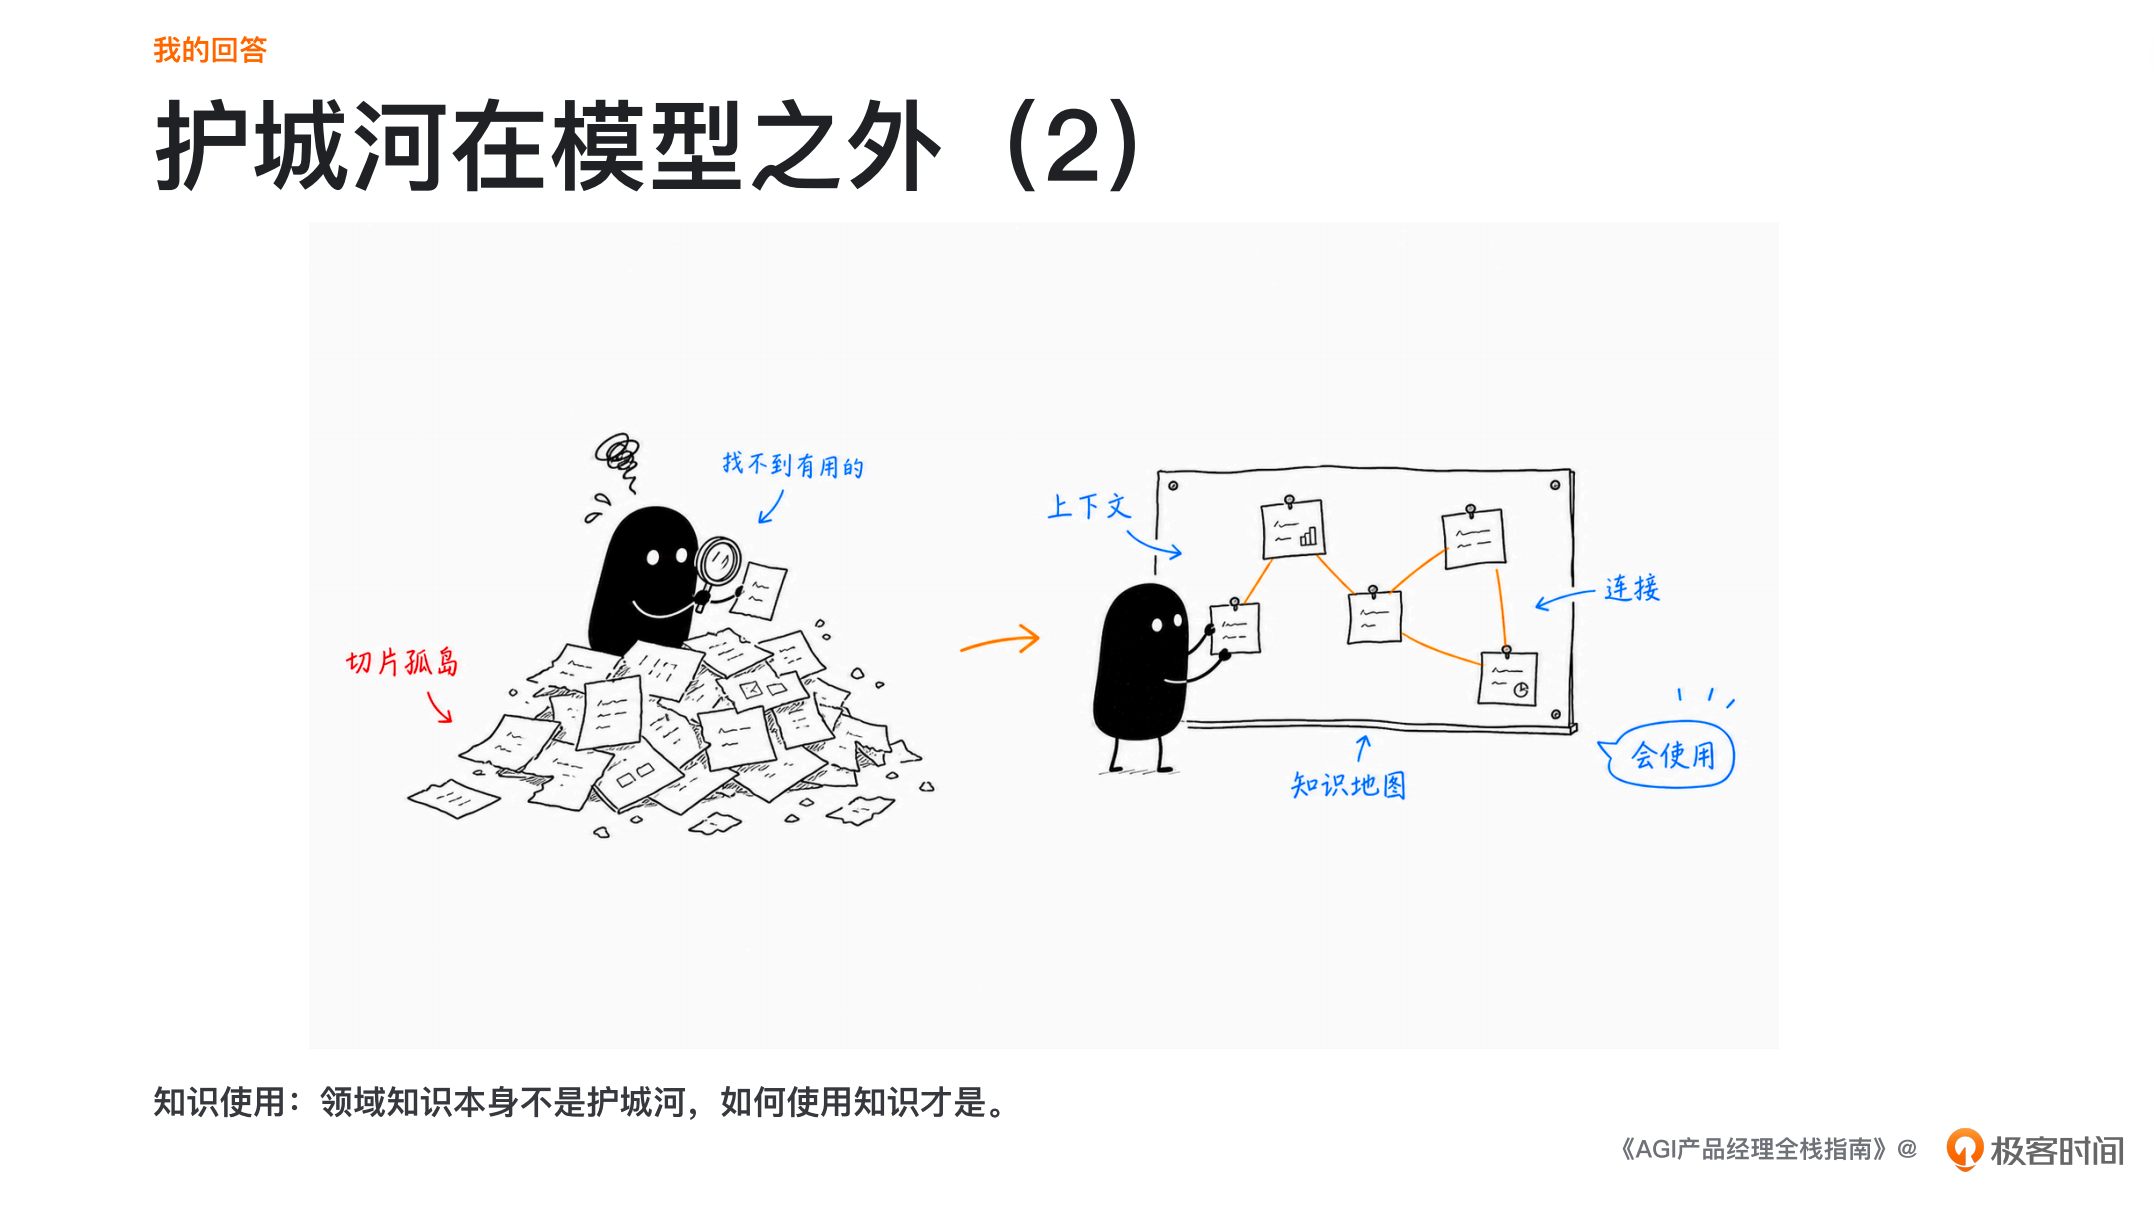 我的回答
护城河在模型之外（2）
找不到有用的
切片孤岛
上下文
连接
知识地图
会使用
知识使用：领域知识本身不是护城河，如何使用知识才是。
《AGI产品经理全栈指南》@ 极客时间